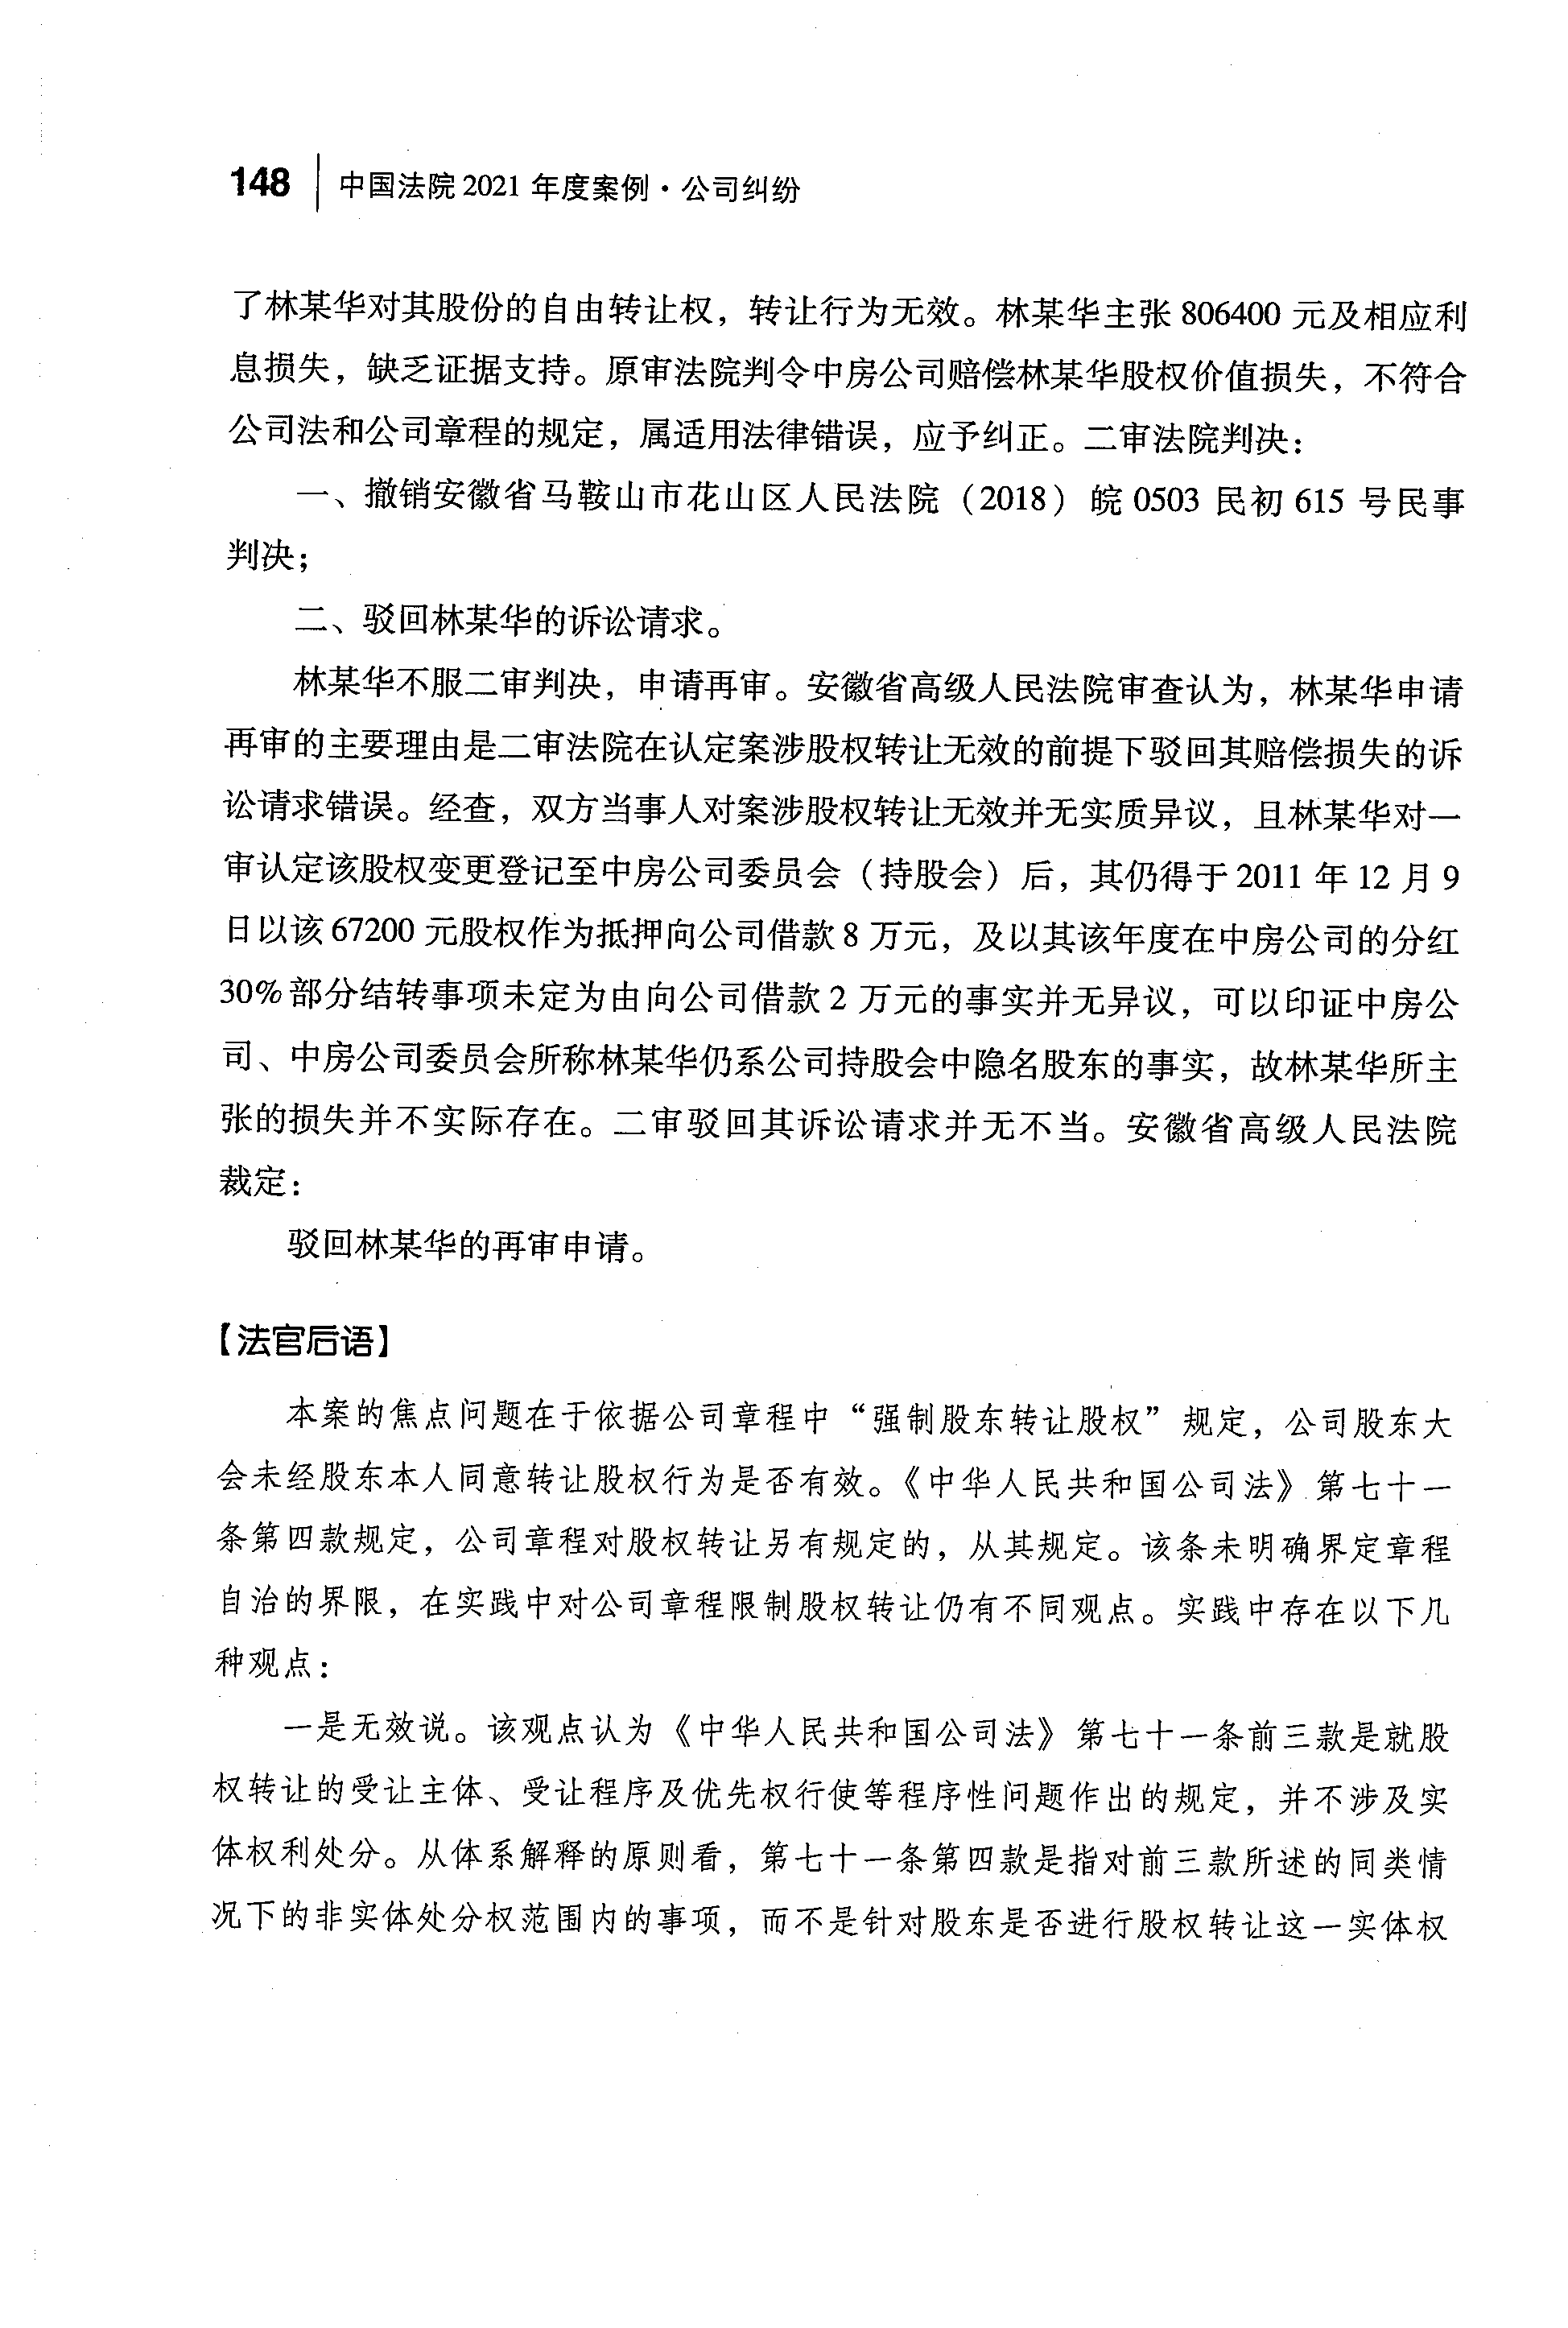 148 中国法院2021年度案例·公司纠纷
了林某华对其股份的自由转让权，转让行为无效。林某华主张806400元及相应利
息损失，缺乏证据支持。原审法院判令中房公司赔偿林某华股权价值损失，不符合
公司法和公司章程的规定，属适用法律错误，应予纠正。二审法院判决：
一、撤销安徽省马鞍山市花山区人民法院（2018）皖0503民初615号民事
判决；
二、驳回林某华的诉讼请求。
林某华不服二审判决，申请再审。安徽省高级人民法院审查认为，林某华申请
再审的主要理由是二审法院在认定案涉股权转让无效的前提下驳回其赔偿损失的诉
讼请求错误。经查，双方当事人对案涉股权转让无效并无实质异议，且林某华对一
审认定该股权变更登记至中房公司委员会（持股会）后，其仍得于2011年12月9
日以该67200元股权作为抵押向公司借款8万元，及以其该年度在中房公司的分红
30%部分结转事项未定为由向公司借款2万元的事实并无异议，可以印证中房公
司、中房公司委员会所称林某华仍系公司持股会中隐名股东的事实，故林某华所主
张的损失并不实际存在。二审驳回其诉讼请求并无不当。安徽省高级人民法院
裁定：
驳回林某华的再审申请。
【法官后语】
本案的焦点问题在于依据公司章程中“强制股东转让股权”规定，公司股东大
会未经股东本人同意转让股权行为是否有效。《中华人民共和国公司法》第七十一
条第四款规定，公司章程对股权转让另有规定的，从其规定。该条未明确界定章程
自治的界限，在实践中对公司章程限制股权转让仍有不同观点。实践中存在以下几
种观点：
一是无效说。该观点认为《中华人民共和国公司法》第七十一条前三款是就股
权转让的受让主体、受让程序及优先权行使等程序性问题作出的规定，并不涉及实
体权利处分。从体系解释的原则看，第七十一条第四款是指对前三款所述的同类情
况下的非实体处分权范围内的事项，而不是针对股东是否进行股权转让这一实体权